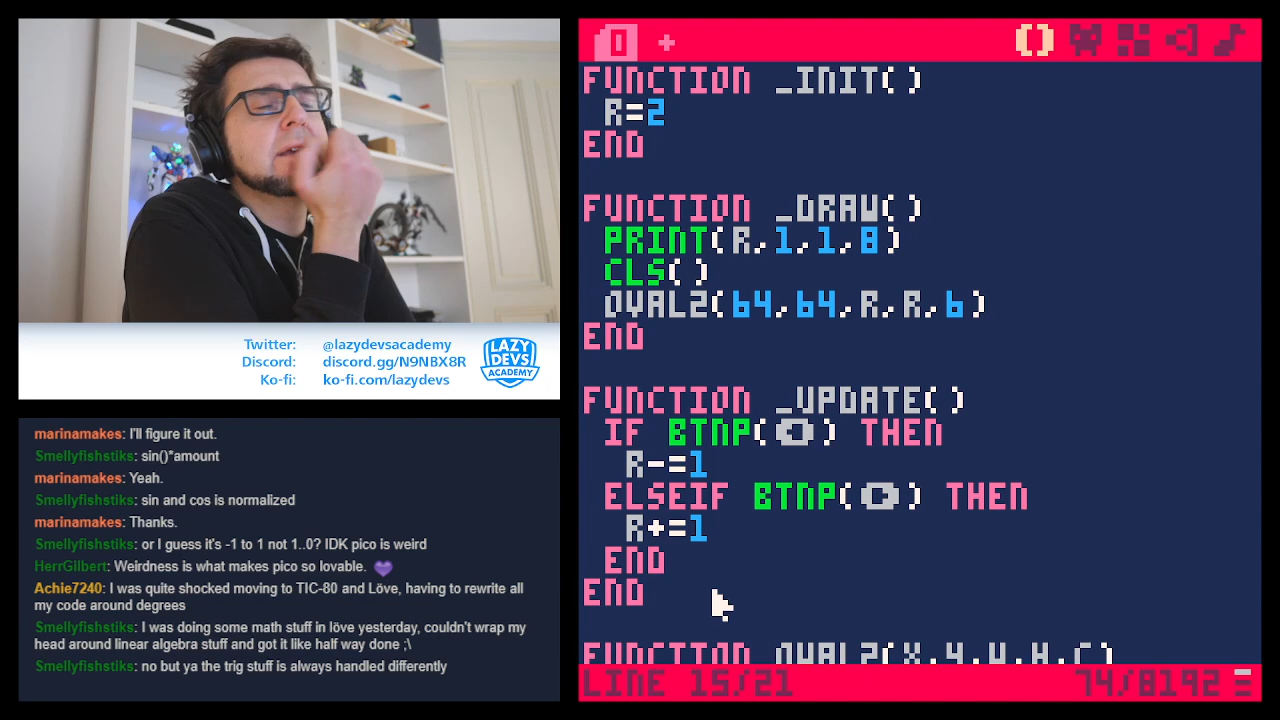 Twitter: @lazydevsacademy
Discord: discord.gg/N9NBX8R
Ko-fi: ko-fi.com/lazydevs
LAZY
DEVS
ACADEMY
marinamakes: I'll figure it out.
Smellyfishstiks: sin()*amount
marinamakes: Yeah.
Smellyfishstiks: sin and cos is normalized
marinamakes: Thanks.
Smellyfishstiks: or I guess it's -1 to 1 not 1..0? IDK pico is weird
HerrGilbert: Weirdness is what makes pico so lovable. 💜
Achie7240: I was quite shocked moving to TIC-80 and Löve, having to rewrite all
my code around degrees
Smellyfishstiks: I was doing some math stuff in löve yesterday, couldn't wrap my
head around linear algebra stuff and got it like half way done ;\
Smellyfishstiks: no but ya the trig stuff is always handled differently
0 +
FUNCTION _INIT()
R=2
END
FUNCTION _DRAW()
PRINT(R,1,1,8)
CLS()
OVAL2(64,64,R,R,6)
END
FUNCTION _UPDATE()
IF BTNP(⬅️) THEN
R-=1
ELSEIF BTNP(➡️) THEN
R+=1
END
END
FUNCTION OVAL2(X,Y,W,H,C)
LINE 15/21 74/8192